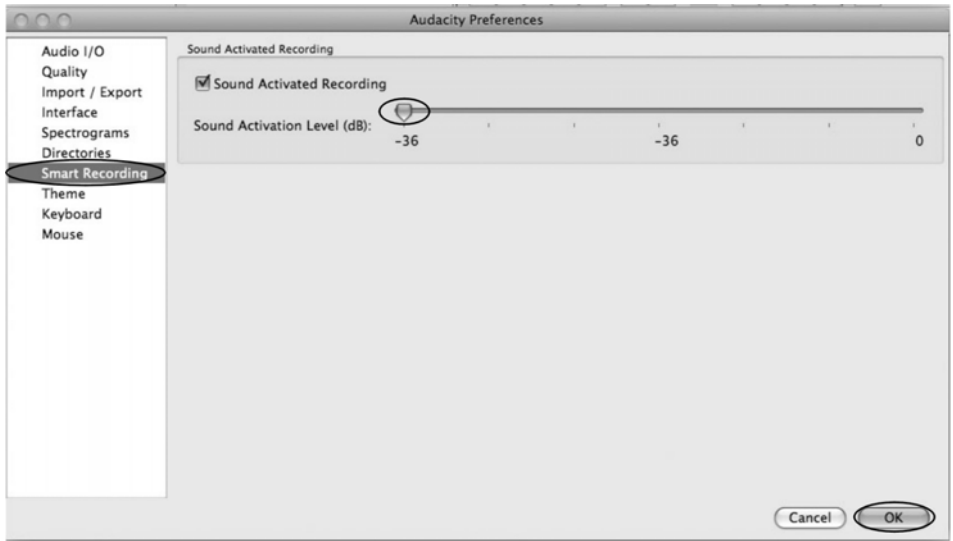 Audacity Preferences
Audio I/O
Quality
Import / Export
Interface
Spectrograms
Directories
Smart Recording
Theme
Keyboard
Mouse
Sound Activated Recording
Sound Activated Recording
Sound Activation Level (dB):
-36 -36 0
Cancel OK